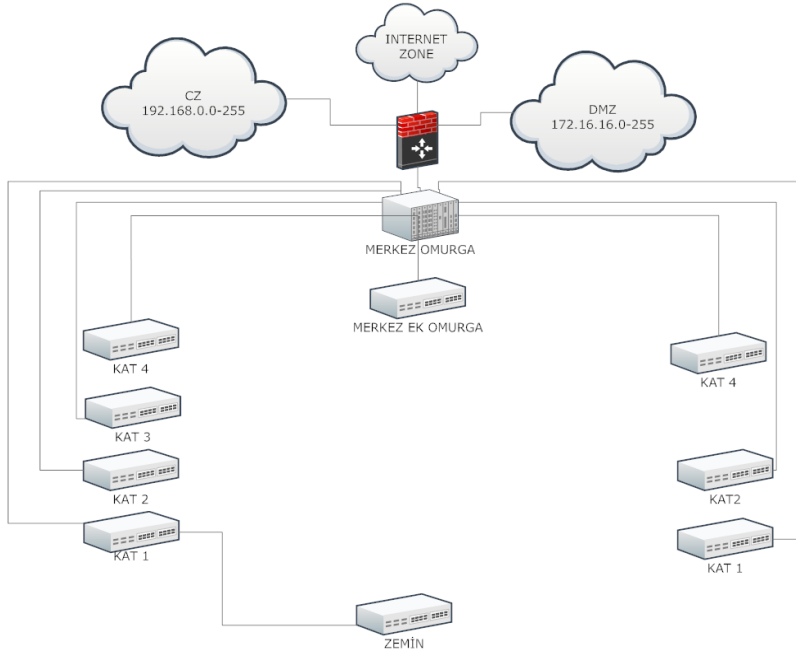 INTERNET
ZONE
CZ
192.168.0.0-255
DMZ
172.16.16.0-255
MERKEZ OMURGA
MERKEZ EK OMURGA
KAT 4
KAT 4
KAT 3
KAT 2
KAT2
KAT 1
KAT 1
ZEMİN